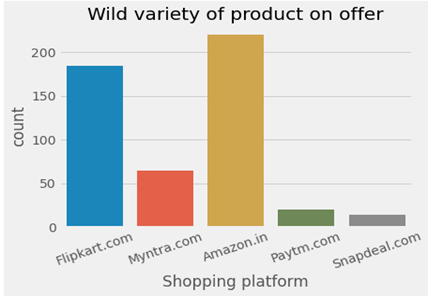 Wild variety of product on offer
200
150
100
50
0
count
Flipkart.com Myntra.com Amazon.in Paytm.com Snapdeal.com
Shopping platform